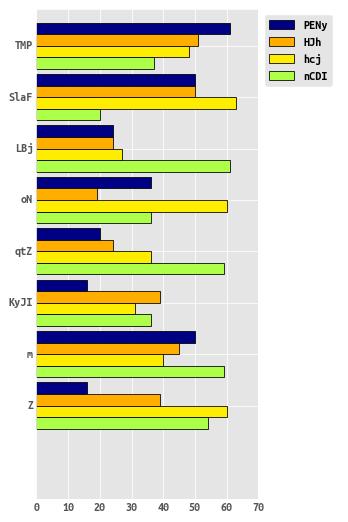 PENy
HJh
hcj
nCDI
TMP
SlaF
LBj
oN
qtZ
KyJI
m
Z
0 10 20 30 40 50 60 70